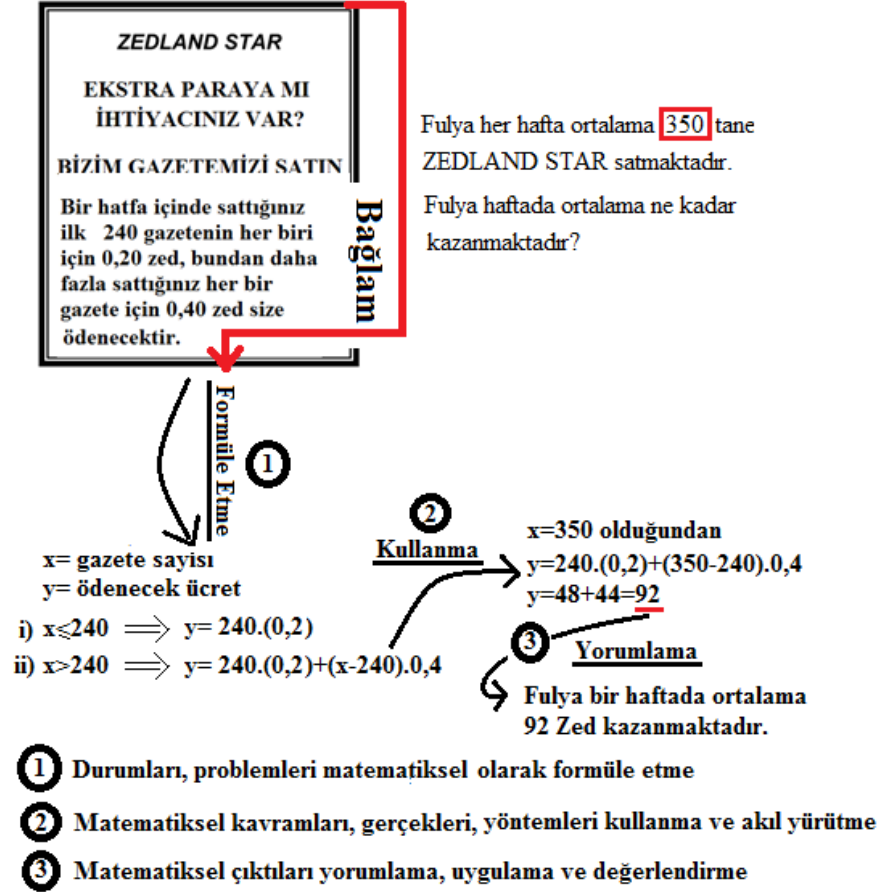 ZEDLAND STAR
EKSTRA PARAYA MI
İHTİYACINIZ VAR?
BİZİM GAZETEMİZİ SATIN
Bir hatfa içinde sattığınız
ilk 240 gazetenin her biri
için 0,20 zed, bundan daha
fazla sattığınız her bir
gazete için 0,40 zed size
ödenecektir.
Bağlam
Fulya her hafta ortalama 350 tane
ZEDLAND STAR satmaktadır.
Fulya haftada ortalama ne kadar
kazanmaktadır?
Formüle Etme
1
x= gazete sayisı
y= ödenecek ücret
i) x⩽240 ⟹ y= 240.(0,2)
ii) x>240 ⟹ y= 240.(0,2)+(x-240).0,4
2
Kullanma
x=350 olduğundan
y=240.(0,2)+(350-240).0,4
y=48+44=92
3
Yorumlama
Fulya bir haftada ortalama
92 Zed kazanmaktadır.
1 Durumları, problemleri matematiksel olarak formüle etme
2 Matematiksel kavramları, gerçekleri, yöntemleri kullanma ve akıl yürütme
3 Matematiksel çıktıları yorumlama, uygulama ve değerlendirme